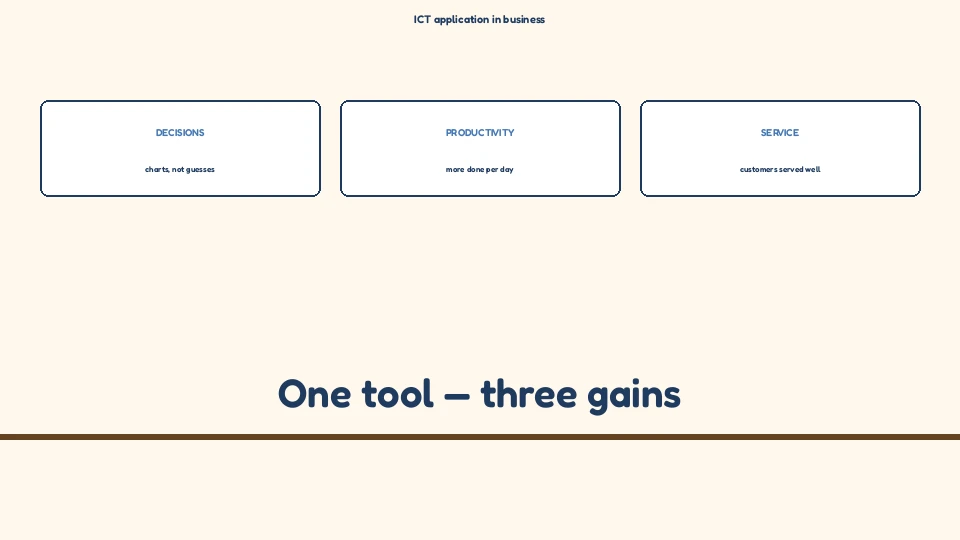 ICT application in business
DECISIONS
charts, not guesses
PRODUCTIVITY
more done per day
SERVICE
customers served well
One tool — three gains